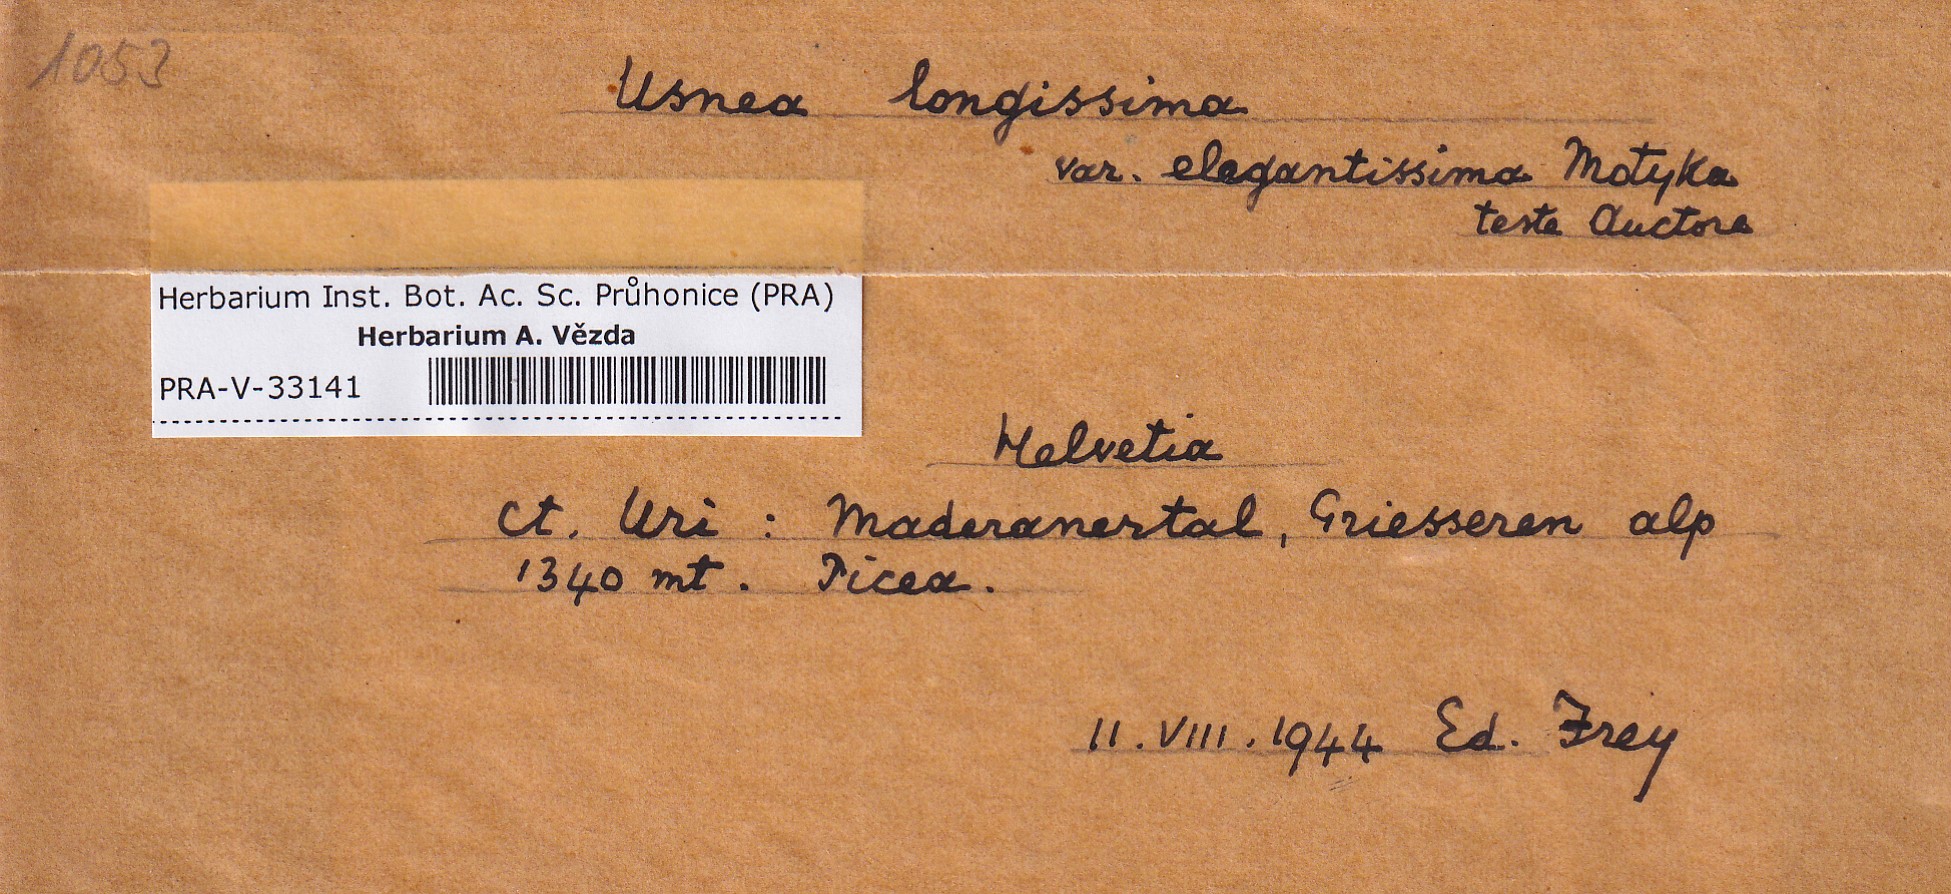 1053
Usnea longissima
var. elegantissima Motyka
teste Auctore
Herbarium Inst. Bot. Ac. Sc. Průhonice (PRA)
Herbarium A. Vězda
PRA-V-33141
Helvetia
ct. Uri : Maderanertal, Griesseren alp
1340 mt. Picea.
11.VIII.1944 Ed. Frey